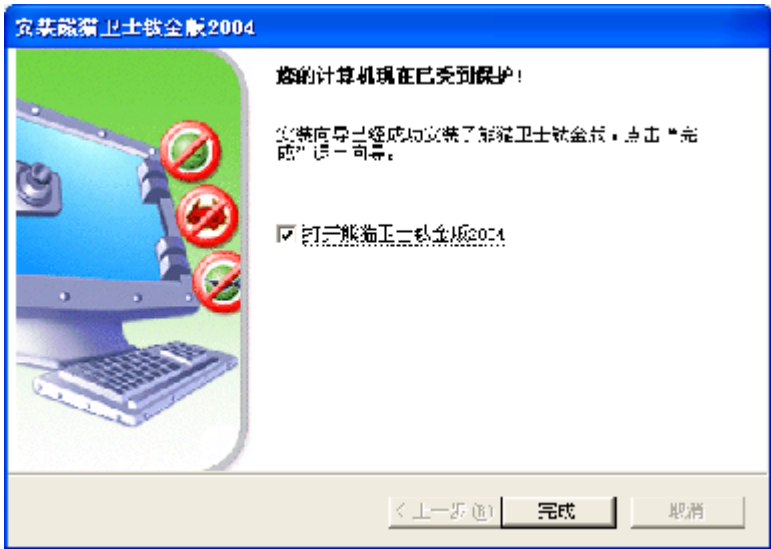 安装熊猫卫士钛金版2004
您的计算机现在已受到保护！
安装向导已经成功安装了熊猫卫士钛金版，点击“完
成”退出向导。
打开熊猫卫士钛金版2004
< 上一步(B)
完成
取消